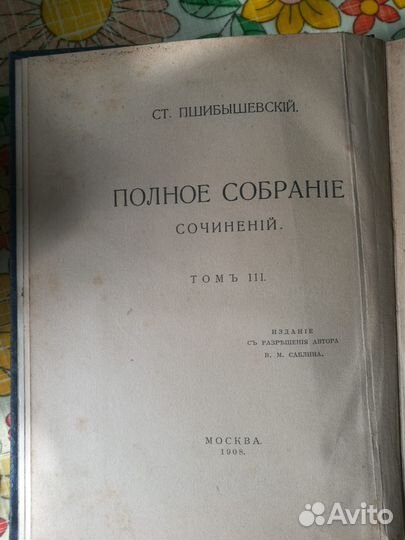 СТ. ПШИБЫШЕВСКІЙ.
ПОЛНОЕ СОБРАНІЕ
СОЧИНЕНІЙ.
ТОМЪ III.
ИЗДАНІЕ
СЪ РАЗРѢШЕНІЯ АВТОРА
В. М. САБЛИНА.
МОСКВА.
1908.
Avito